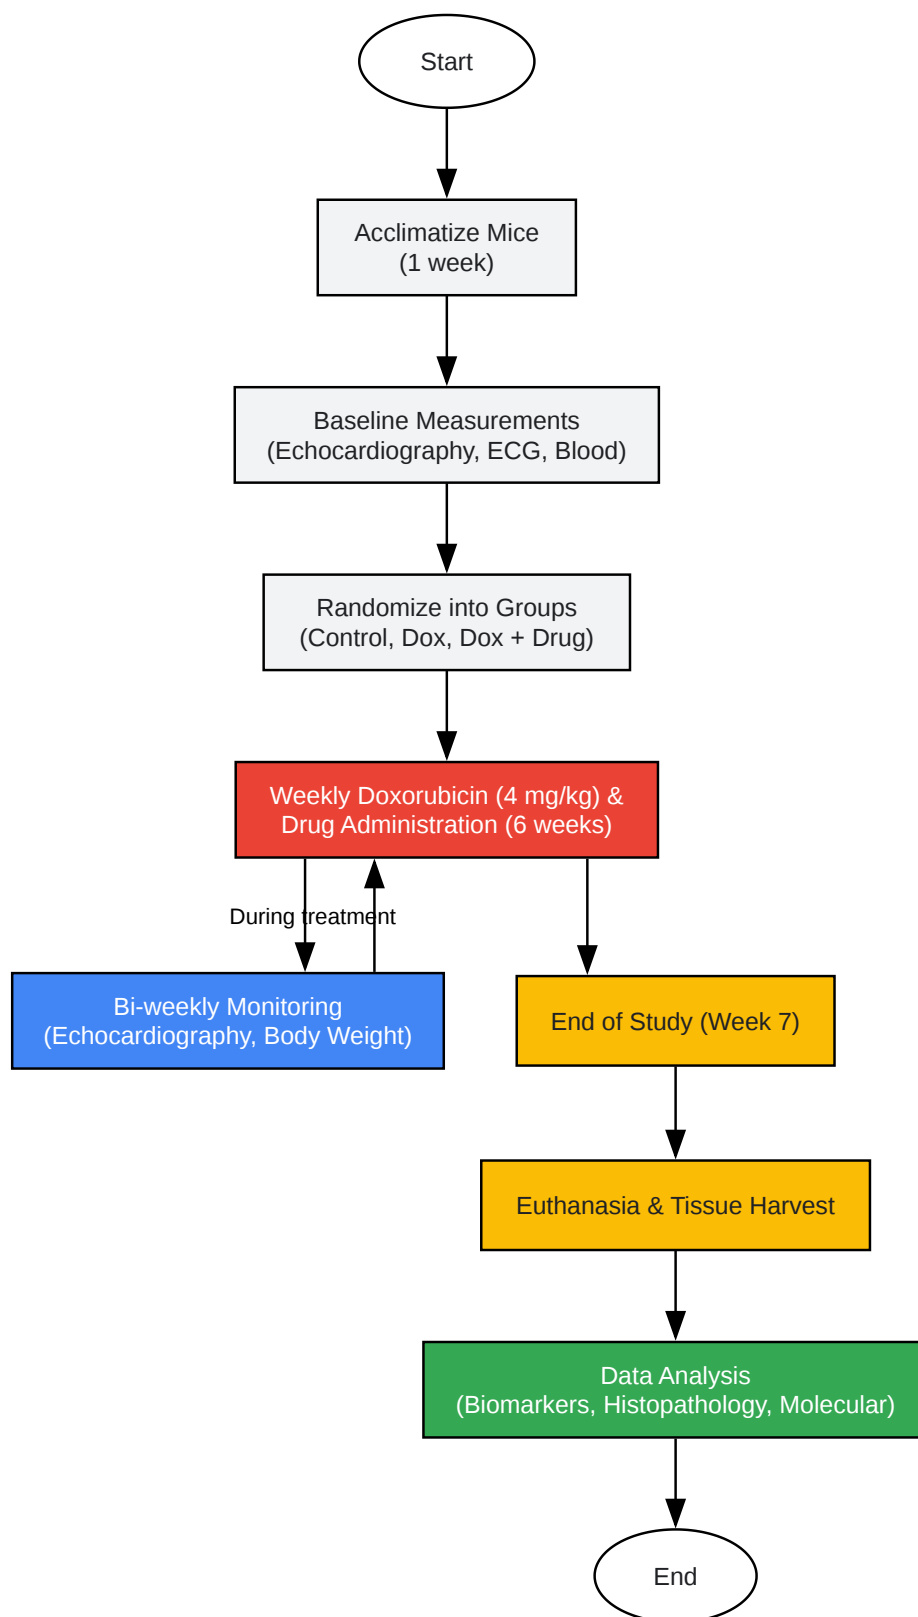 Start
Acclimatize Mice
(1 week)
Baseline Measurements
(Echocardiography, ECG, Blood)
Randomize into Groups
(Control, Dox, Dox + Drug)
Weekly Doxorubicin (4 mg/kg) &
Drug Administration (6 weeks)
During treatment
Bi-weekly Monitoring
(Echocardiography, Body Weight)
End of Study (Week 7)
Euthanasia & Tissue Harvest
Data Analysis
(Biomarkers, Histopathology, Molecular)
End